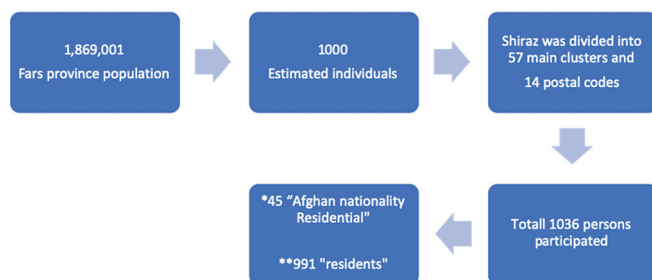 1,869,001
Fars province population
1000
Estimated individuals
Shiraz was divided into
57 main clusters and
14 postal codes
Totall 1036 persons
participated
*45 “Afghan nationality
Residential"
**991 "residents"